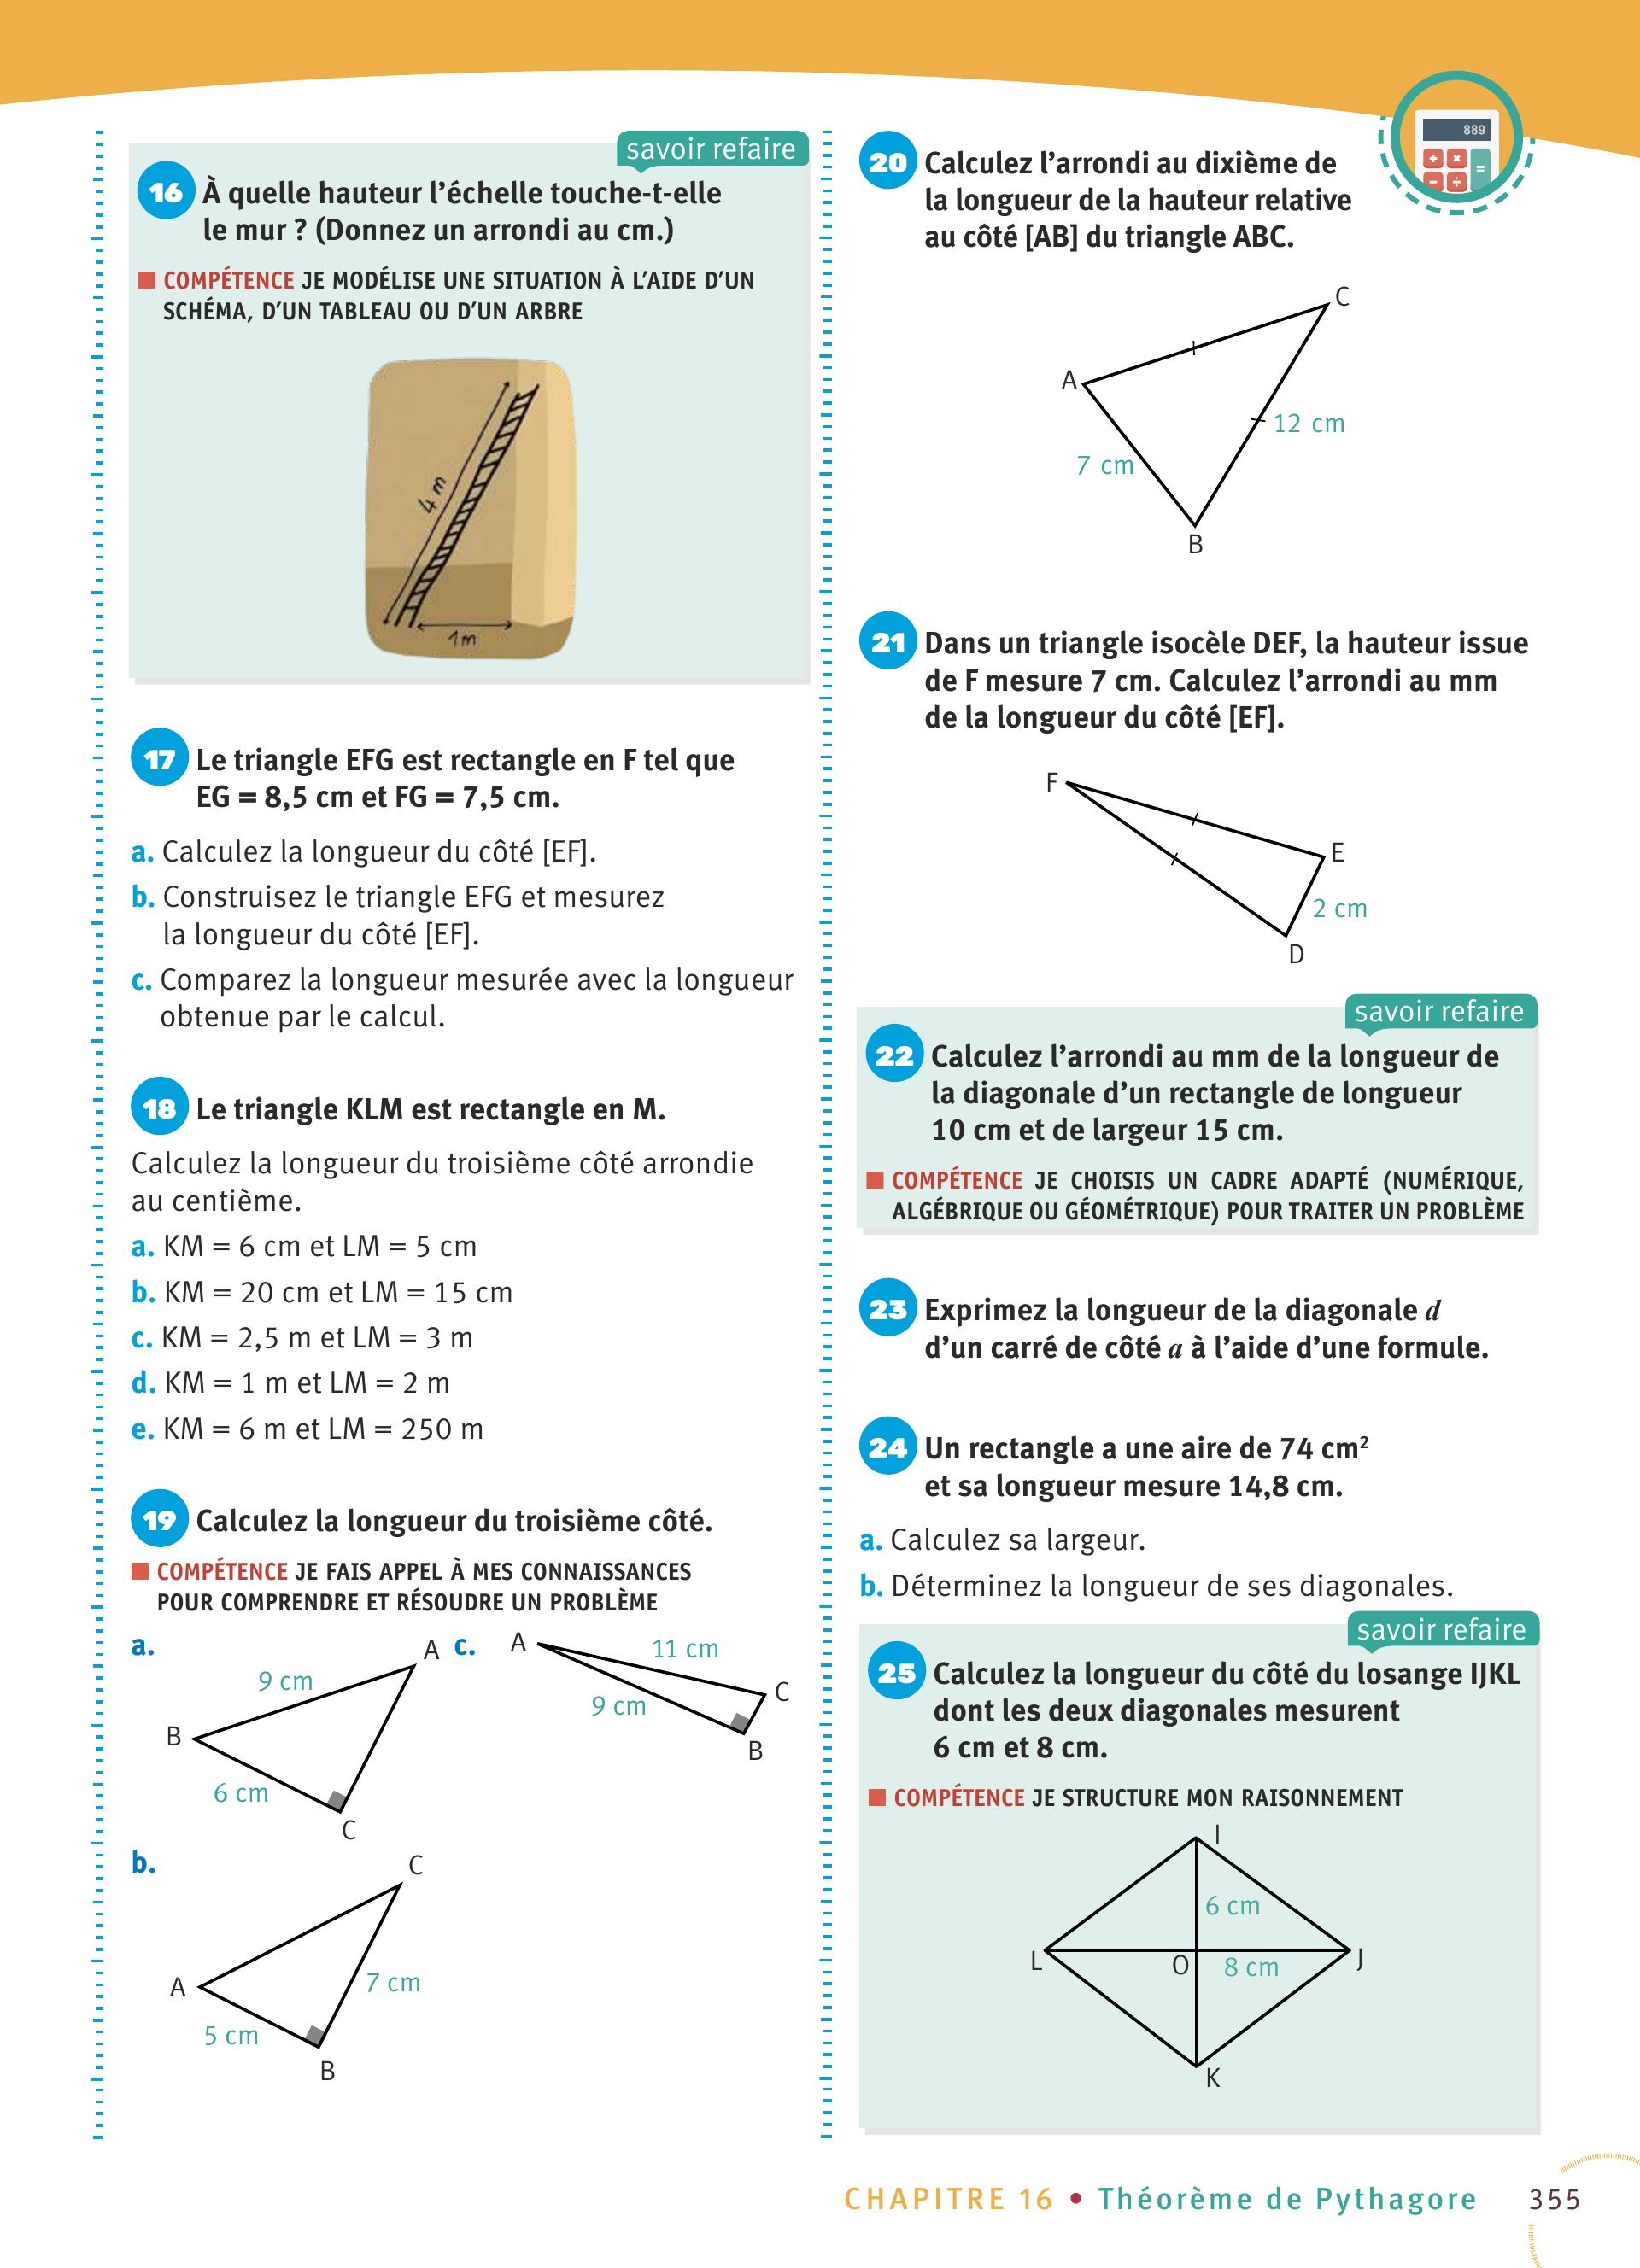 889
savoir refaire
16 À quelle hauteur l’échelle touche-t-elle
le mur ? (Donnez un arrondi au cm.)
COMPÉTENCE JE MODÉLISE UNE SITUATION À L’AIDE D’UN
SCHÉMA, D’UN TABLEAU OU D’UN ARBRE
4 m
1m
17 Le triangle EFG est rectangle en F tel que
EG = 8,5 cm et FG = 7,5 cm.
a. Calculez la longueur du côté [EF].
b. Construisez le triangle EFG et mesurez
la longueur du côté [EF].
c. Comparez la longueur mesurée avec la longueur
obtenue par le calcul.
18 Le triangle KLM est rectangle en M.
Calculez la longueur du troisième côté arrondie
au centième.
a. KM = 6 cm et LM = 5 cm
b. KM = 20 cm et LM = 15 cm
c. KM = 2,5 m et LM = 3 m
d. KM = 1 m et LM = 2 m
e. KM = 6 m et LM = 250 m
19 Calculez la longueur du troisième côté.
COMPÉTENCE JE FAIS APPEL À MES CONNAISSANCES
POUR COMPRENDRE ET RÉSOUDRE UN PROBLÈME
a.
A
9 cm
B
6 cm
C
c.
A
11 cm
9 cm
C
B
b.
C
A
7 cm
5 cm
B
20 Calculez l’arrondi au dixième de
la longueur de la hauteur relative
au côté [AB] du triangle ABC.
C
A
12 cm
7 cm
B
21 Dans un triangle isocèle DEF, la hauteur issue
de F mesure 7 cm. Calculez l’arrondi au mm
de la longueur du côté [EF].
F
E
2 cm
D
savoir refaire
22 Calculez l’arrondi au mm de la longueur de
la diagonale d’un rectangle de longueur
10 cm et de largeur 15 cm.
COMPÉTENCE JE CHOISIS UN CADRE ADAPTÉ (NUMÉRIQUE,
ALGÉBRIQUE OU GÉOMÉTRIQUE) POUR TRAITER UN PROBLÈME
23 Exprimez la longueur de la diagonale d
d’un carré de côté a à l’aide d’une formule.
24 Un rectangle a une aire de 74 cm²
et sa longueur mesure 14,8 cm.
a. Calculez sa largeur.
b. Déterminez la longueur de ses diagonales.
savoir refaire
25 Calculez la longueur du côté du losange IJKL
dont les deux diagonales mesurent
6 cm et 8 cm.
COMPÉTENCE JE STRUCTURE MON RAISONNEMENT
I
6 cm
L
O
8 cm
J
K
CHAPITRE 16 • Théorème de Pythagore 355